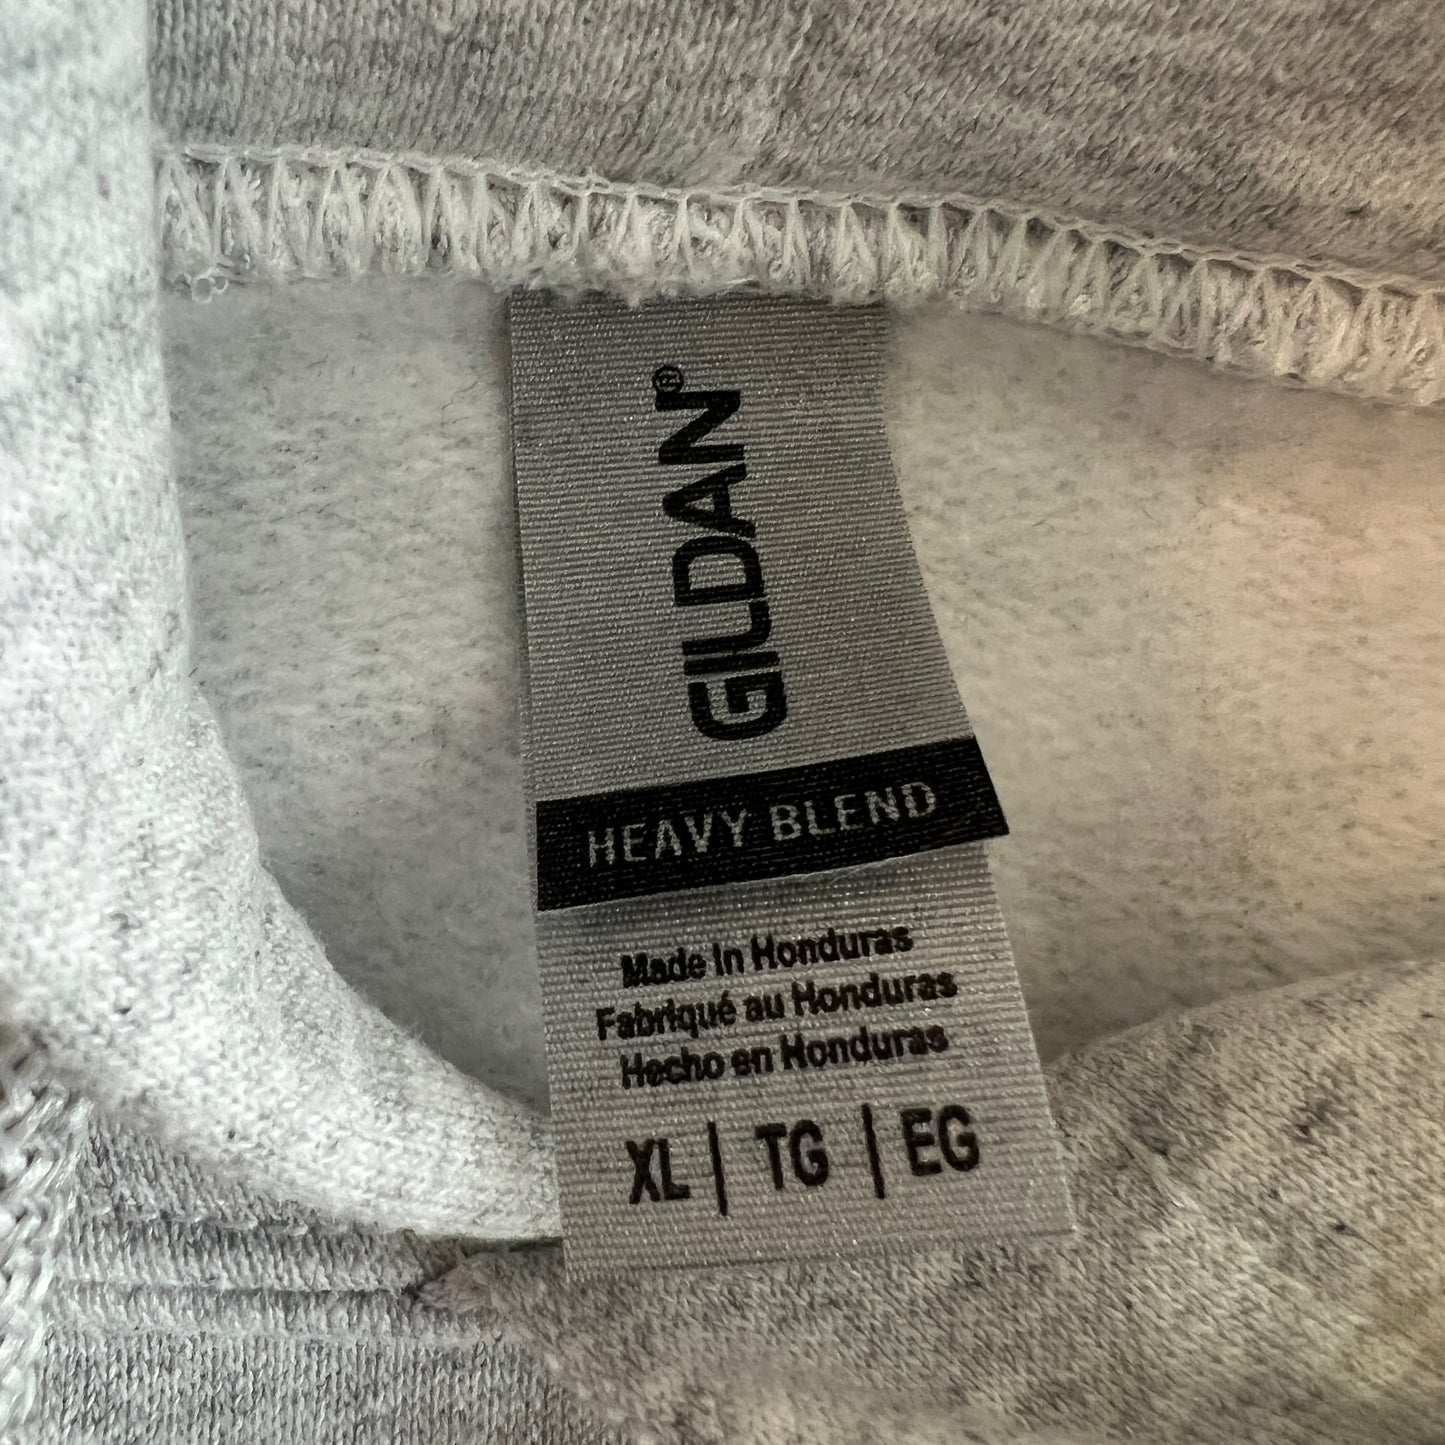 GILDAN®
HEAVY BLEND
Made In Honduras
Fabriqué au Honduras
Hecho en Honduras
XL | TG | EG